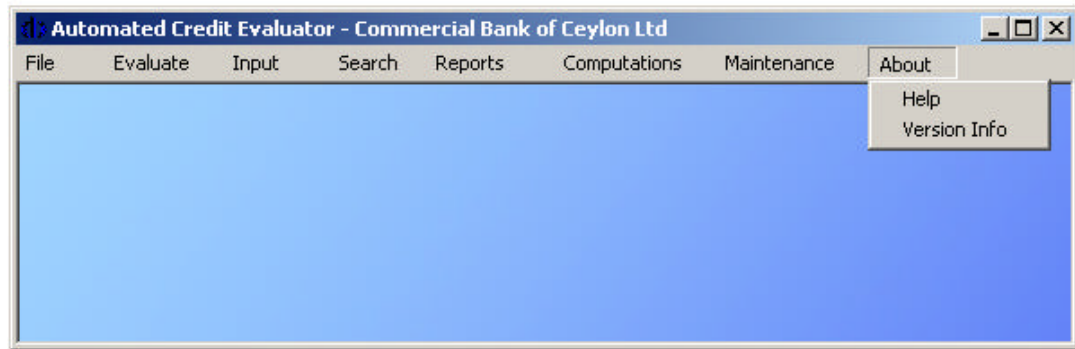 Automated Credit Evaluator - Commercial Bank of Ceylon Ltd
File Evaluate Input Search Reports Computations Maintenance About
Help
Version Info